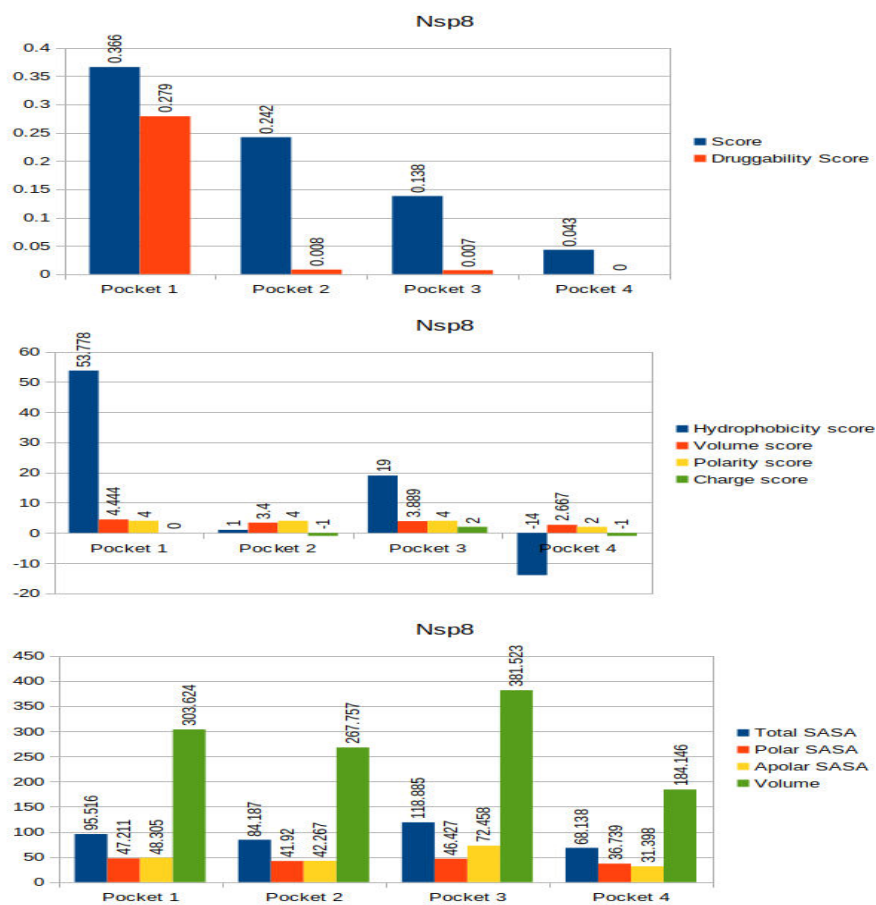 Nsp8
0.4
0.35
0.3
0.25
0.2
0.15
0.1
0.05
0
0.366
0.279
0.242
0.008
0.138
0.007
0.043
0
Pocket 1
Pocket 2
Pocket 3
Pocket 4
Score
Druggability Score
Nsp8
60
50
40
30
20
10
0
-10
-20
53.778
4.444
4
0
1
3.4
4
-1
19
3.889
4
2
-14
2.667
2
-1
Pocket 1
Pocket 2
Pocket 3
Pocket 4
Hydrophobicity score
Volume score
Polarity score
Charge score
Nsp8
450
400
350
300
250
200
150
100
50
0
95.516
47.211
48.305
303.624
84.187
41.92
42.267
267.757
118.885
46.427
72.458
381.523
68.138
36.739
31.398
184.146
Pocket 1
Pocket 2
Pocket 3
Pocket 4
Total SASA
Polar SASA
Apolar SASA
Volume